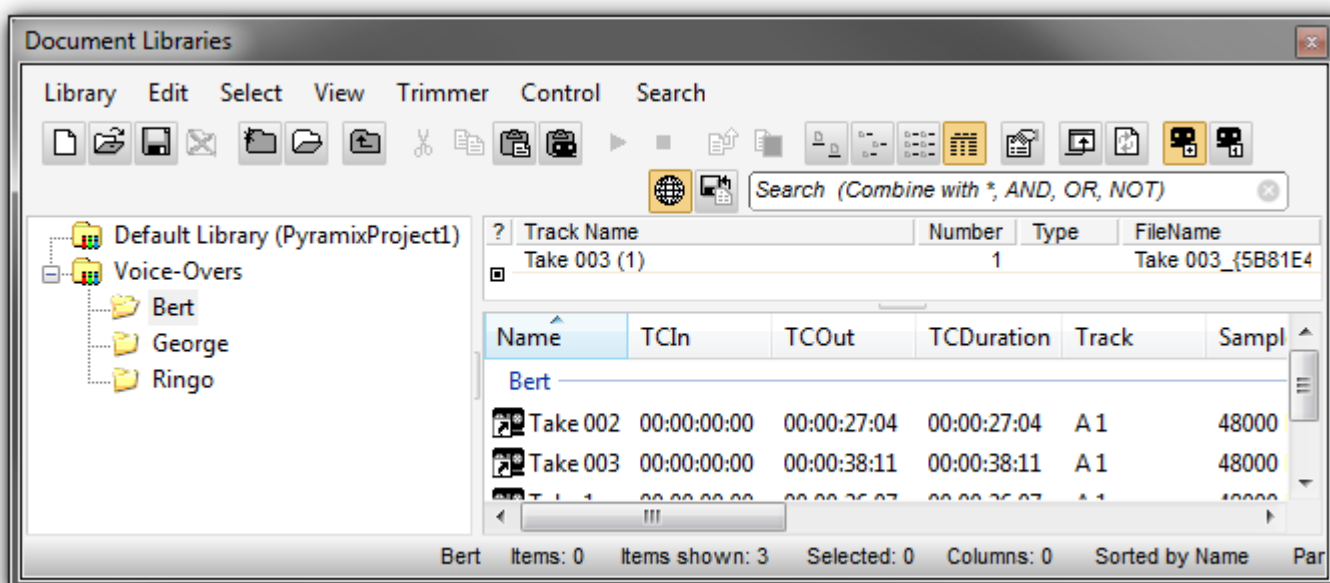 Document Libraries
Library Edit Select View Trimmer Control Search
Search (Combine with *, AND, OR, NOT)
Default Library (PyramixProject1)
Voice-Overs
Bert
George
Ringo
? Track Name Number Type FileName
Take 003 (1) 1 Take 003_{5B81E4
Name TCIn TCOut TCDuration Track Sampl
Bert
Take 002 00:00:00:00 00:00:27:04 00:00:27:04 A 1 48000
Take 003 00:00:00:00 00:00:38:11 00:00:38:11 A 1 48000
Bert Items: 0 Items shown: 3 Selected: 0 Columns: 0 Sorted by Name Par